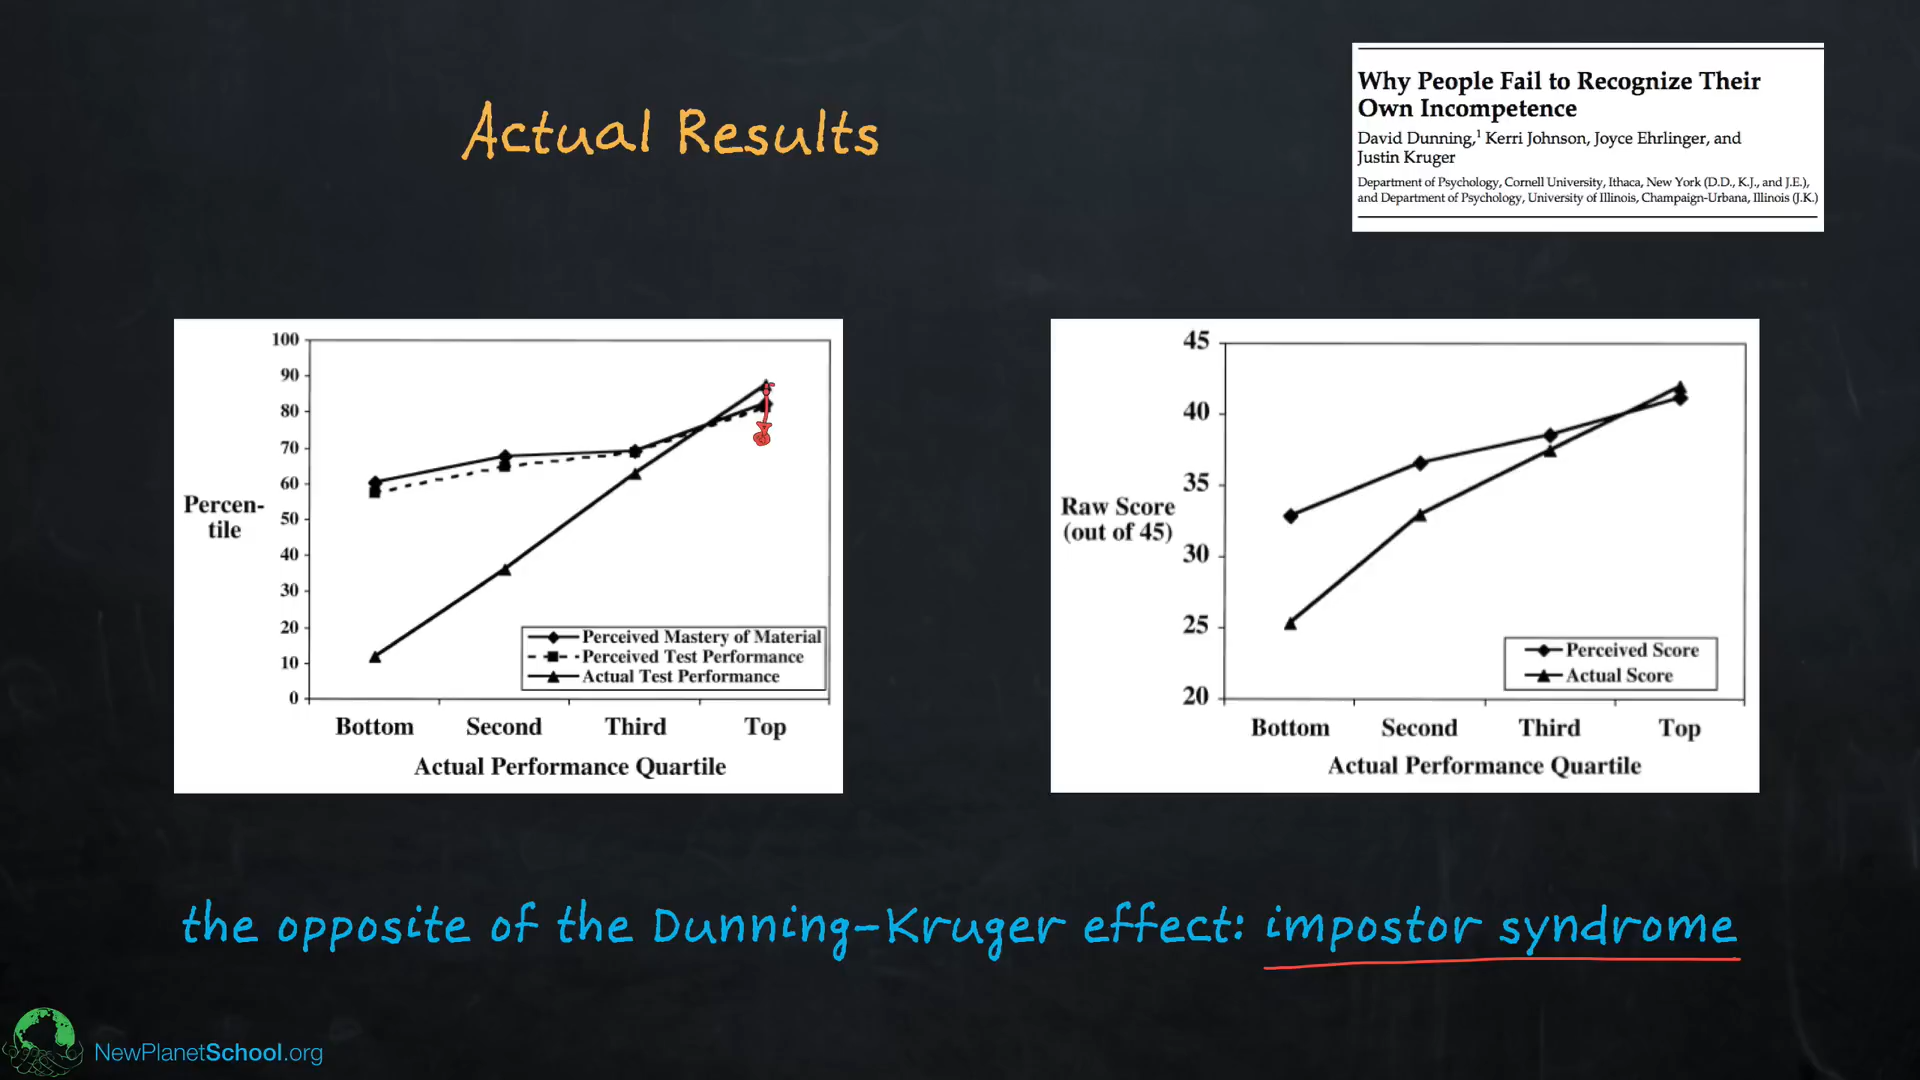 Actual Results
Why People Fail to Recognize Their
Own Incompetence
David Dunning,¹ Kerri Johnson, Joyce Ehrlinger, and
Justin Kruger
Department of Psychology, Cornell University, Ithaca, New York (D.D., K.J., and J.E.),
and Department of Psychology, University of Illinois, Champaign-Urbana, Illinois (J.K.)
100
90
80
70
60
50
40
30
20
10
0
Percen-
tile
Perceived Mastery of Material
Perceived Test Performance
Actual Test Performance
Bottom Second Third Top
Actual Performance Quartile
45
40
35
30
25
20
Raw Score
(out of 45)
Perceived Score
Actual Score
Bottom Second Third Top
Actual Performance Quartile
the opposite of the Dunning-Kruger effect: impostor syndrome
NewPlanetSchool.org